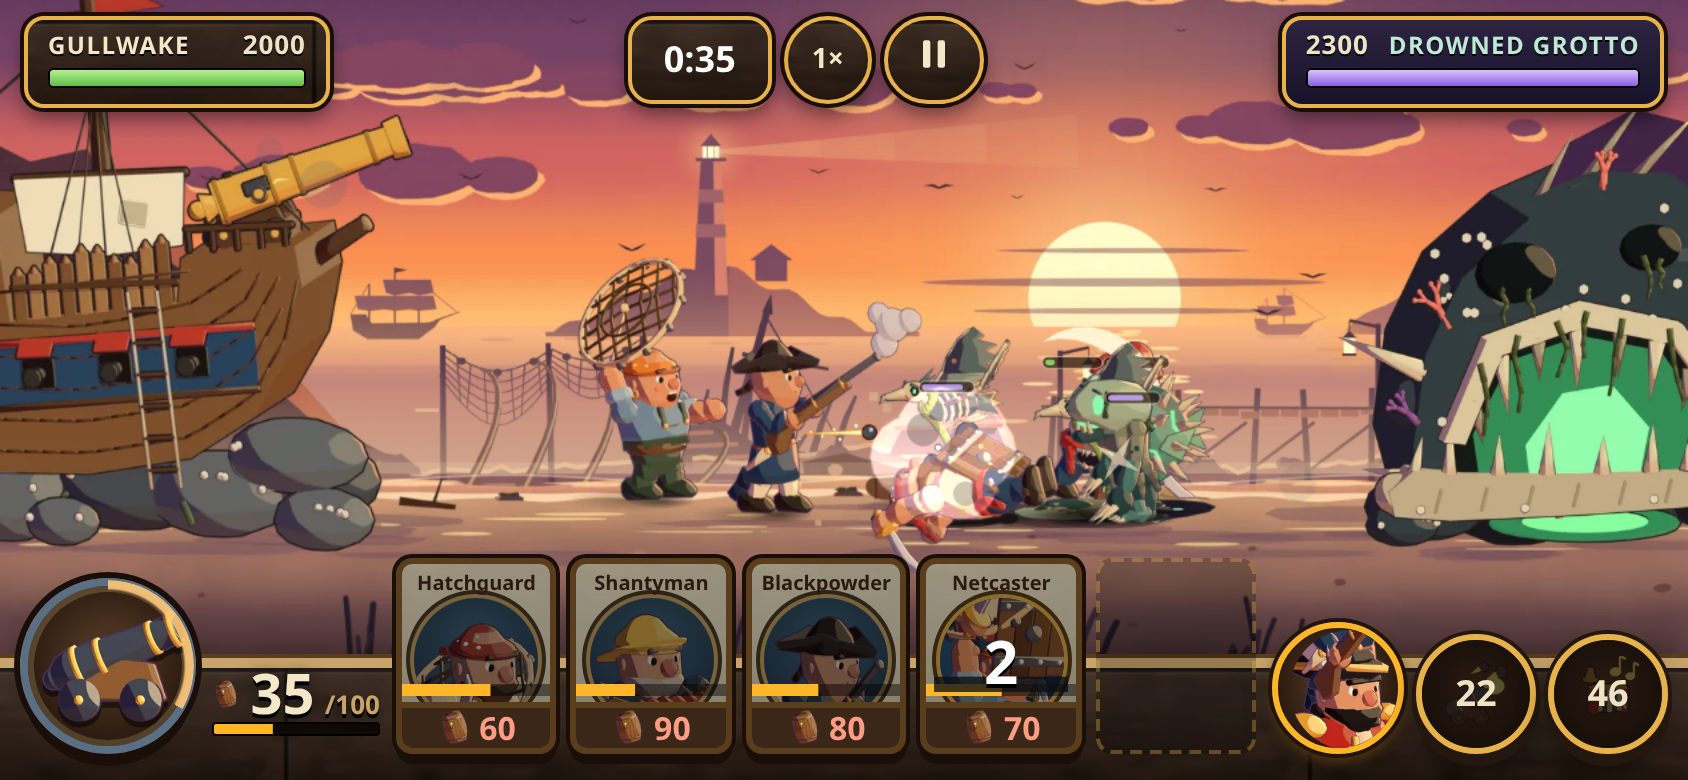 GULLWAKE 2000
0:35
1×
2300 DROWNED GROTTO
Hatchguard
Shantyman
Blackpowder
Netcaster
2
35 /100
60
90
80
70
22
46